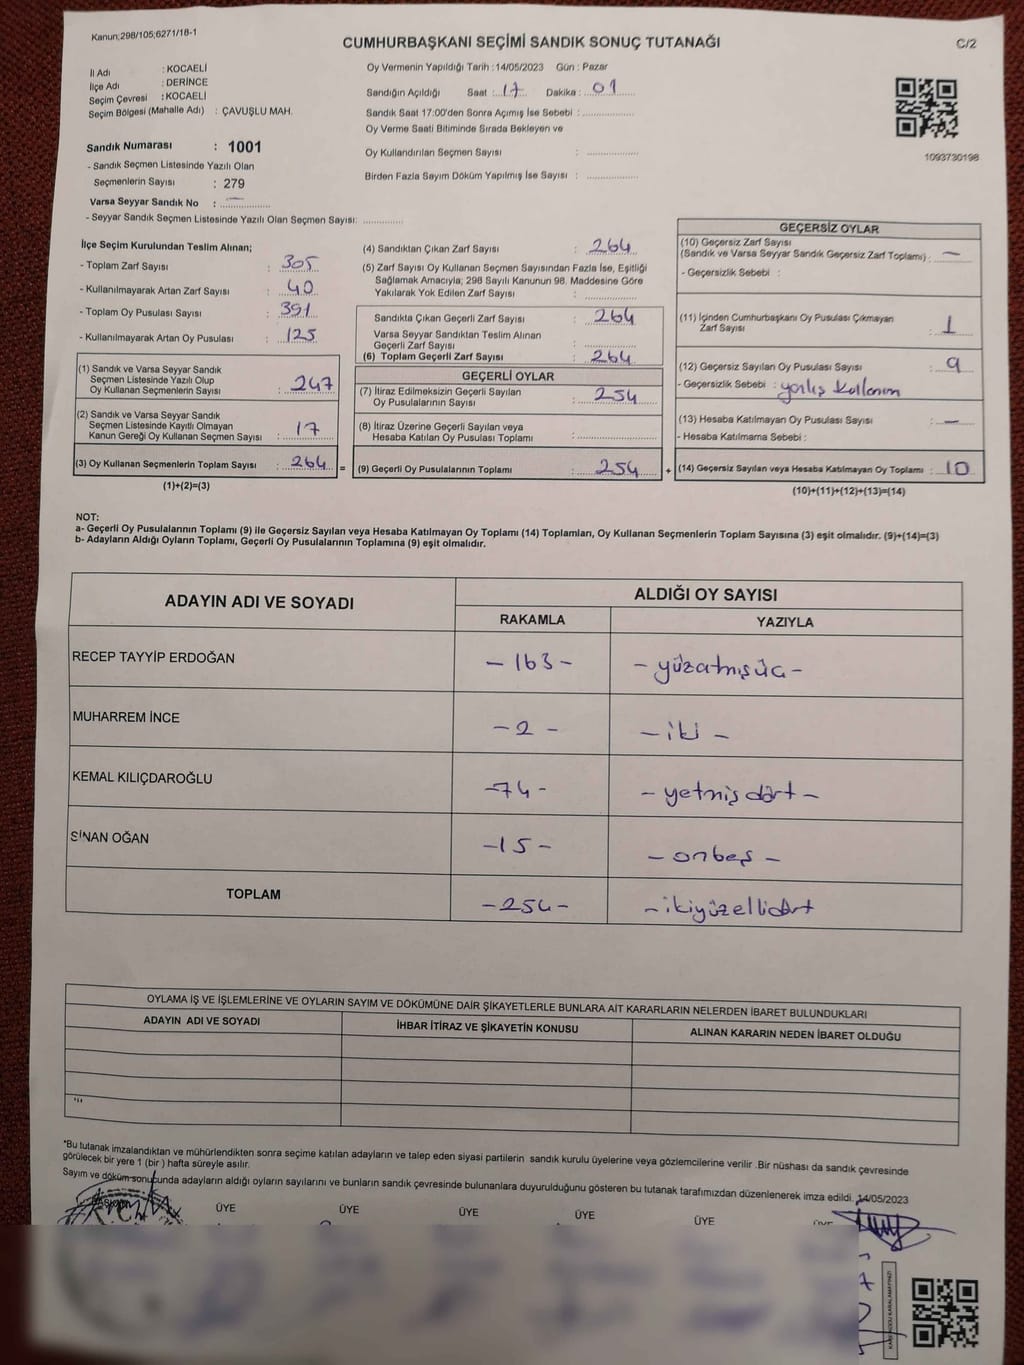 Kanun;298/105;6271/18-1
CUMHURBAŞKANI SEÇİMİ SANDIK SONUÇ TUTANAĞI
C/2
İl Adı : KOCAELİ
İlçe Adı : DERİNCE
Seçim Çevresi : KOCAELİ
Seçim Bölgesi (Mahalle Adı) : ÇAVUŞLU MAH.
Sandık Numarası : 1001
- Sandık Seçmen Listesinde Yazılı Olan
Seçmenlerin Sayısı : 279
Varsa Seyyar Sandık No : —
- Seyyar Sandık Seçmen Listesinde Yazılı Olan Seçmen Sayısı: ..............
Oy Vermenin Yapıldığı Tarih : 14/05/2023 Gün : Pazar
Sandığın Açıldığı Saat : 17 Dakika : 01
Sandık Saat 17:00'den Sonra Açımış İse Sebebi : ..................
Oy Verme Saati Bitiminde Sırada Bekleyen ve
Oy Kullandırılan Seçmen Sayısı : ..................
Birden Fazla Sayım Döküm Yapılmış İse Sayısı : ..................
1093730198
İlçe Seçim Kurulundan Teslim Alınan;
- Toplam Zarf Sayısı : 305
- Kullanılmayarak Artan Zarf Sayısı : 40
- Toplam Oy Pusulası Sayısı : 391
- Kullanılmayarak Artan Oy Pusulası : 125
(1) Sandık ve Varsa Seyyar Sandık
Seçmen Listesinde Yazılı Olup
Oy Kullanan Seçmenlerin Sayısı : 247
(2) Sandık ve Varsa Seyyar Sandık
Seçmen Listesinde Kayıtlı Olmayan
Kanun Gereği Oy Kullanan Seçmen Sayısı : 17
(3) Oy Kullanan Seçmenlerin Toplam Sayısı : 264 =
(1)+(2)=(3)
(4) Sandıktan Çıkan Zarf Sayısı : 264
(5) Zarf Sayısı Oy Kullanan Seçmen Sayısından Fazla İse, Eşitliği
Sağlamak Amacıyla; 298 Sayılı Kanunun 98. Maddesine Göre
Yakılarak Yok Edilen Zarf Sayısı : ..................
Sandıkta Çıkan Geçerli Zarf Sayısı : 264
Varsa Seyyar Sandıktan Teslim Alınan
Geçerli Zarf Sayısı : ..................
(6) Toplam Geçerli Zarf Sayısı : 264
GEÇERLİ OYLAR
(7) İtiraz Edilmeksizin Geçerli Sayılan
Oy Pusulalarının Sayısı : 254
(8) İtiraz Üzerine Geçerli Sayılan veya
Hesaba Katılan Oy Pusulası Toplamı : ..................
(9) Geçerli Oy Pusulalarının Toplamı : 254 +
GEÇERSİZ OYLAR
(10) Geçersiz Zarf Sayısı
(Sandık ve Varsa Seyyar Sandık Geçersiz Zarf Toplamı) : —
- Geçersizlik Sebebi :
(11) İçinden Cumhurbaşkanı Oy Pusulası Çıkmayan
Zarf Sayısı : 1
(12) Geçersiz Sayılan Oy Pusulası Sayısı : 9
- Geçersizlik Sebebi : yanlış kullanım
(13) Hesaba Katılmayan Oy Pusulası Sayısı : —
- Hesaba Katılmama Sebebi :
(14) Geçersiz Sayılan veya Hesaba Katılmayan Oy Toplamı : 10
(10)+(11)+(12)+(13)=(14)
NOT:
a- Geçerli Oy Pusulalarının Toplamı (9) ile Geçersiz Sayılan veya Hesaba Katılmayan Oy Toplamı (14) Toplamları, Oy Kullanan Seçmenlerin Toplam Sayısına (3) eşit olmalıdır. (9)+(14)=(3)
b- Adayların Aldığı Oyların Toplamı, Geçerli Oy Pusulalarının Toplamına (9) eşit olmalıdır.
ADAYIN ADI VE SOYADI
ALDIĞI OY SAYISI
RAKAMLA YAZIYLA
RECEP TAYYİP ERDOĞAN - 163 - - yüzatmışüç -
MUHARREM İNCE - 2 - - iki -
KEMAL KILIÇDAROĞLU - 74 - - yetmiş dört -
SİNAN OĞAN - 15 - - onbeş -
TOPLAM - 254 - - ikiyüzellidört
OYLAMA İŞ VE İŞLEMLERİNE VE OYLARIN SAYIM VE DÖKÜMÜNE DAİR ŞİKAYETLERLE BUNLARA AİT KARARLARIN NELERDEN İBARET BULUNDUKLARI
ADAYIN ADI VE SOYADI İHBAR İTİRAZ VE ŞİKAYETİN KONUSU ALINAN KARARIN NEDEN İBARET OLDUĞU
*Bu tutanak imzalandıktan ve mühürlendikten sonra seçime katılan adayların ve talep eden siyasi partilerin sandık kurulu üyelerine veya gözlemcilerine verilir .Bir nüshası da sandık çevresinde
görülecek bir yere 1 (bir ) hafta süreyle asılır.
Sayım ve döküm sonucunda adayların aldığı oyların sayılarını ve bunların sandık çevresinde bulunanlara duyurulduğunu gösteren bu tutanak tarafımızdan düzenlenerek imza edildi. 14/05/2023
ÜYE ÜYE ÜYE ÜYE ÜYE